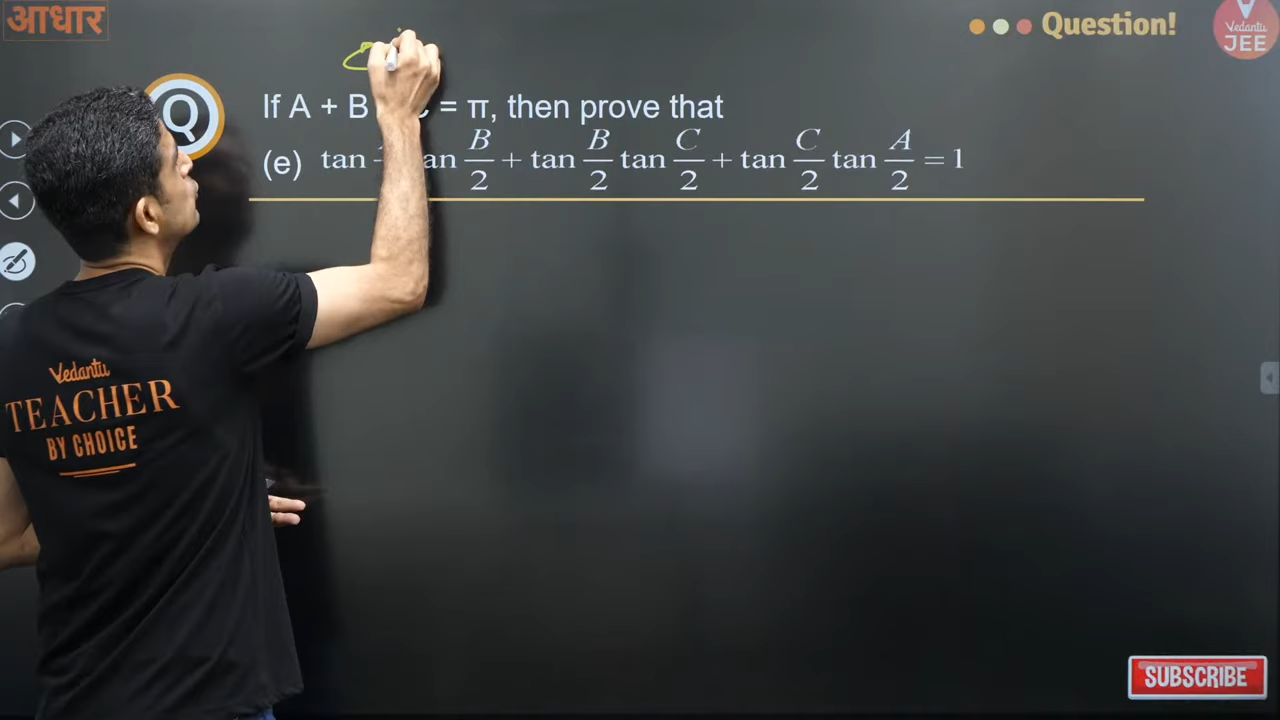 आधार
Question!
Vedantu
JEE
Q
If A + B = π, then prove that
(e) tan B/2 + tan B/2 tan C/2 + tan C/2 tan A/2 = 1
Vedantu
TEACHER
BY CHOICE
SUBSCRIBE